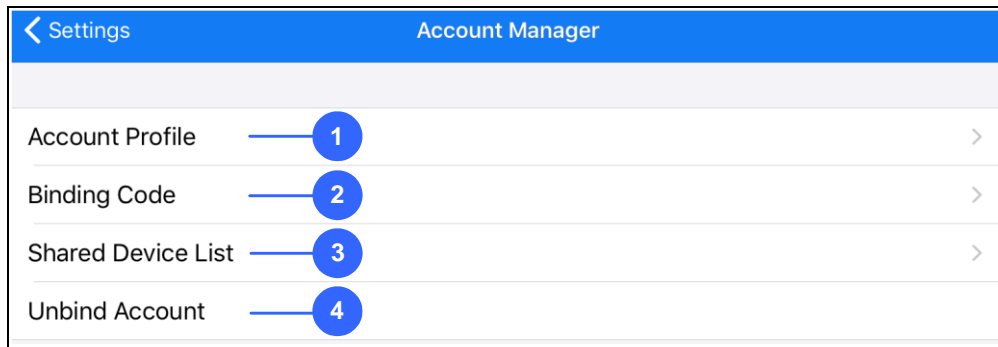 Settings Account Manager
Account Profile 1
Binding Code 2
Shared Device List 3
Unbind Account 4